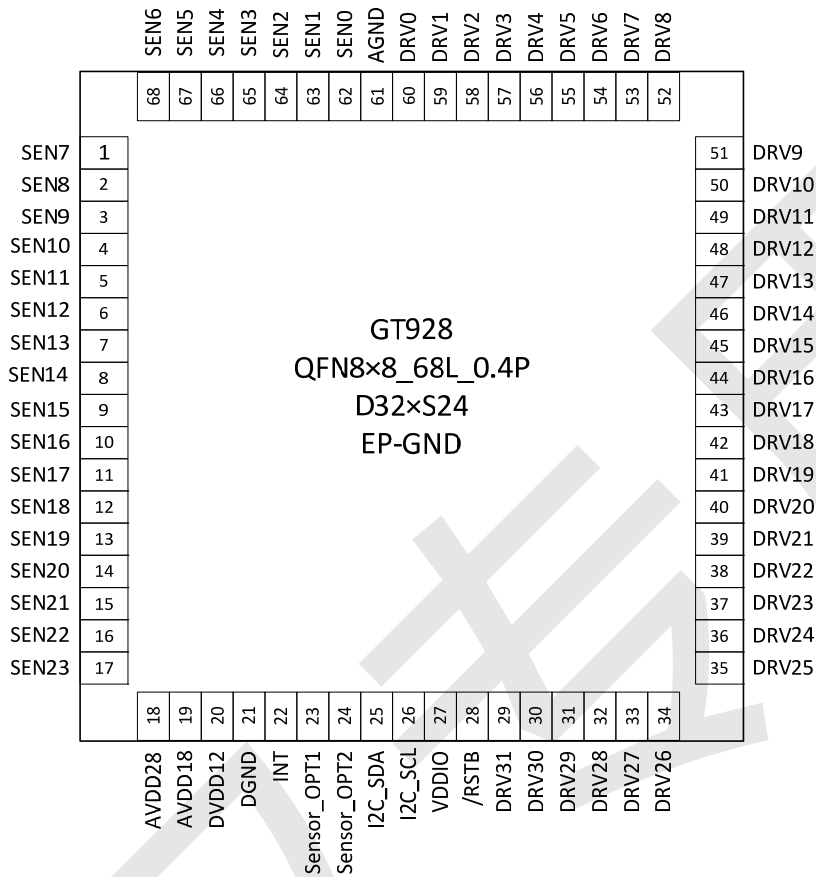 SEN6 SEN5 SEN4 SEN3 SEN2 SEN1 SEN0 AGND DRV0 DRV1 DRV2 DRV3 DRV4 DRV5 DRV6 DRV7 DRV8
68 67 66 65 64 63 62 61 60 59 58 57 56 55 54 53 52
SEN7 1 51 DRV9
SEN8 2 50 DRV10
SEN9 3 49 DRV11
SEN10 4 48 DRV12
SEN11 5 47 DRV13
SEN12 6 46 DRV14
SEN13 7 45 DRV15
SEN14 8 44 DRV16
SEN15 9 43 DRV17
SEN16 10 42 DRV18
SEN17 11 41 DRV19
SEN18 12 40 DRV20
SEN19 13 39 DRV21
SEN20 14 38 DRV22
SEN21 15 37 DRV23
SEN22 16 36 DRV24
SEN23 17 35 DRV25
GT928
QFN8×8_68L_0.4P
D32×S24
EP-GND
18 19 20 21 22 23 24 25 26 27 28 29 30 31 32 33 34
AVDD28 AVDD18 DVDD12 DGND INT Sensor_OPT1 Sensor_OPT2 I2C_SDA I2C_SCL VDDIO /RSTB DRV31 DRV30 DRV29 DRV28 DRV27 DRV26